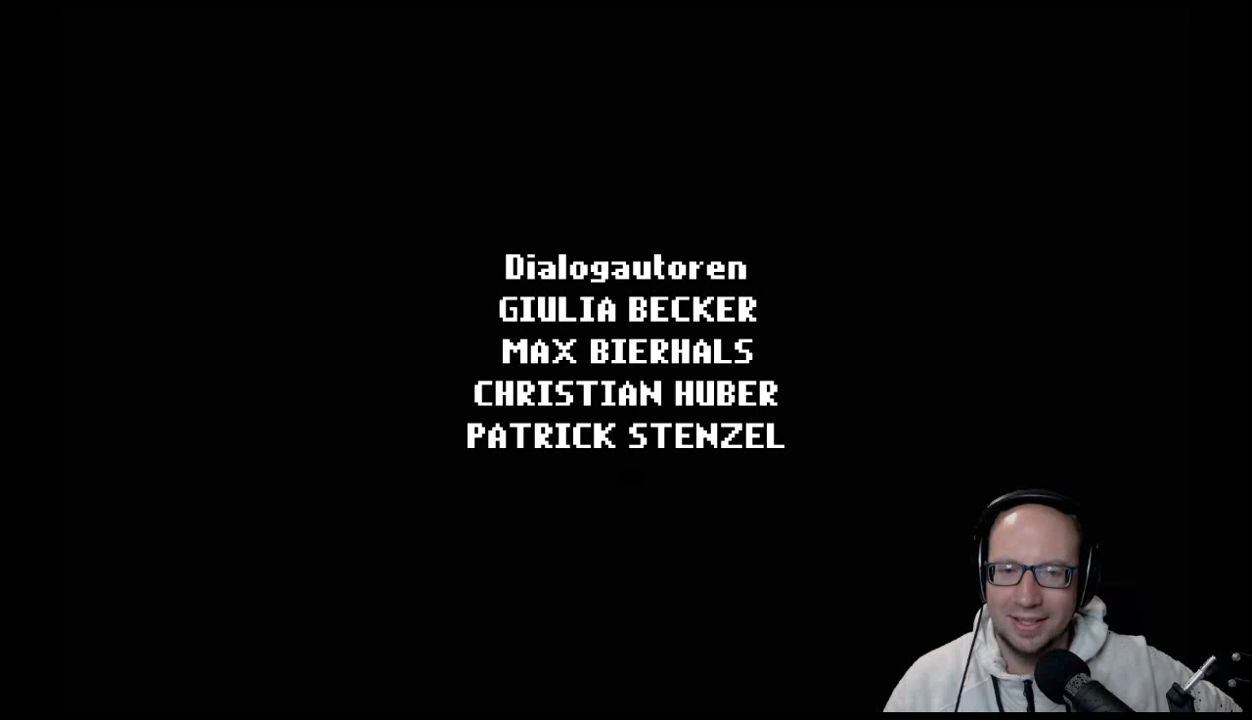 Dialogautoren
GIULIA BECKER
MAX BIERHALS
CHRISTIAN HUBER
PATRICK STENZEL